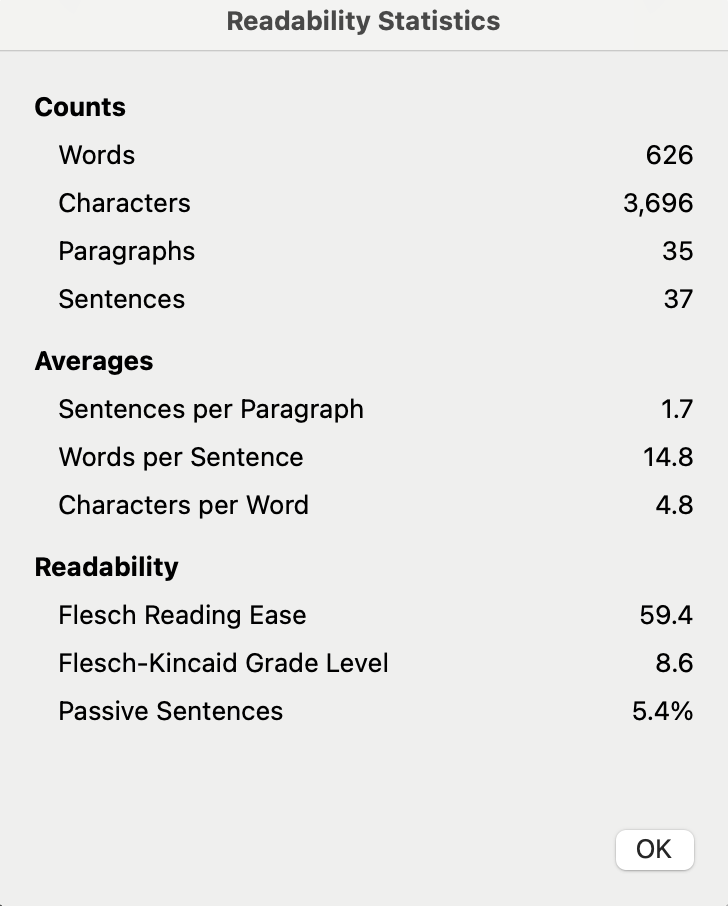 Readability Statistics
Counts
Words 626
Characters 3,696
Paragraphs 35
Sentences 37
Averages
Sentences per Paragraph 1.7
Words per Sentence 14.8
Characters per Word 4.8
Readability
Flesch Reading Ease 59.4
Flesch-Kincaid Grade Level 8.6
Passive Sentences 5.4%
OK